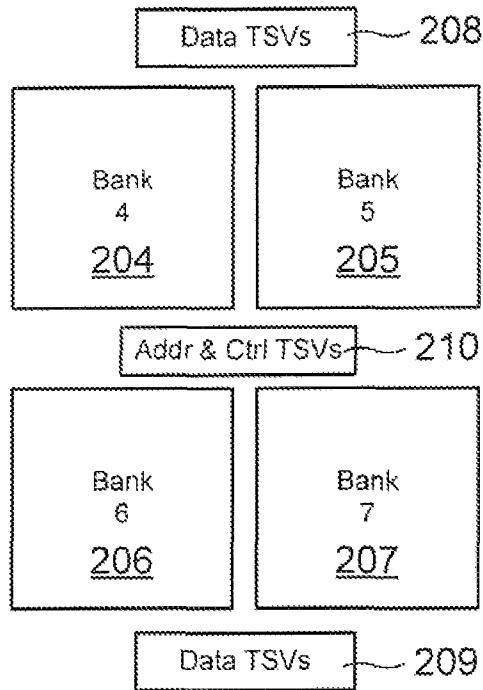 Data TSVs 208
Bank Bank
4 5
204 205
Addr & Ctrl TSVs 210
Bank Bank
6 7
206 207
Data TSVs 209